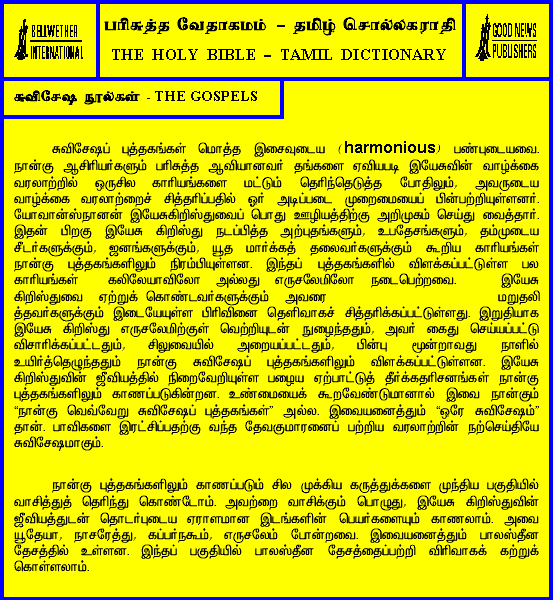 BELLWETHER
INTERNATIONAL
பரிசுத்த வேதாகமம் – தமிழ் சொல்லகராதி
THE HOLY BIBLE – TAMIL DICTIONARY
GOOD NEWS
PUBLISHERS
சுவிசேஷ நூல்கள் - THE GOSPELS
சுவிசேஷப் புத்தகங்கள் மொத்த இசைவுடைய (harmonious) பண்புடையவை.
நான்கு ஆசிரியர்களும் பரிசுத்த ஆவியானவர் தங்களை ஏவியபடி இயேசுவின் வாழ்க்கை
வரலாற்றில் ஒருசில காரியங்களை மட்டும் தெரிந்தெடுத்த போதிலும், அவருடைய
வாழ்க்கை வரலாற்றைச் சித்தரிப்பதில் ஓர் அடிப்படை முறைமையைப் பின்பற்றியுள்ளனர்.
யோவான்ஸ்நானன் இயேசுகிறிஸ்துவைப் பொது ஊழியத்திற்கு அறிமுகம் செய்து வைத்தார்.
இதன் பிறகு இயேசு கிறிஸ்து நடப்பித்த அற்புதங்களும், உபதேசங்களும், தம்முடைய
சீடர்களுக்கும், ஜனங்களுக்கும், யூத மார்க்கத் தலைவர்களுக்கும் கூறிய காரியங்கள்
நான்கு புத்தகங்களிலும் நிரம்பியுள்ளன. இந்தப் புத்தகங்களில் விளக்கப்பட்டுள்ள பல
காரியங்கள் கலிலேயாவிலோ அல்லது எருசலேமிலோ நடைபெற்றவை. இயேசு
கிறிஸ்துவை ஏற்றுக் கொண்டவர்களுக்கும் அவரை மறுதலி
த்தவர்களுக்கும் இடையேயுள்ள பிரிவினை தெளிவாகச் சித்தரிக்கப்பட்டுள்ளது. இறுதியாக
இயேசு கிறிஸ்து எருசலேமிற்குள் வெற்றியுடன் நுழைந்ததும், அவர் கைது செய்யப்பட்டு
விசாரிக்கப்பட்டதும், சிலுவையில் அறையப்பட்டதும், பின்பு மூன்றாவது நாளில்
உயிர்த்தெழுந்ததும் நான்கு சுவிசேஷப் புத்தகங்களிலும் விளக்கப்பட்டுள்ளன. இயேசு
கிறிஸ்துவின் ஜீவியத்தில் நிறைவேறியுள்ள பழைய ஏற்பாட்டுத் தீர்க்கதரிசனங்கள் நான்கு
புத்தகங்களிலும் காணப்படுகின்றன. உண்மையைக் கூறவேண்டுமானால் இவை நான்கும்
“நான்கு வெவ்வேறு சுவிசேஷப் புத்தகங்கள்” அல்ல. இவையனைத்தும் “ஒரே சுவிசேஷம்”
தான். பாவிகளை இரட்சிப்பதற்கு வந்த தேவகுமாரனைப் பற்றிய வரலாற்றின் நற்செய்தியே
சுவிசேஷமாகும்.
நான்கு புத்தகங்களிலும் காணப்படும் சில முக்கிய கருத்துக்களை முந்திய பகுதியில்
வாசித்துத் தெரிந்து கொண்டோம். அவற்றை வாசிக்கும் பொழுது, இயேசு கிறிஸ்துவின்
ஜீவியத்துடன் தொடர்புடைய ஏராளமான இடங்களின் பெயர்களையும் காணலாம். அவை
யூதேயா, நாசரேத்து, கப்பர்நகூம், எருசலேம் போன்றவை. இவையனைத்தும் பாலஸ்தீன
தேசத்தில் உள்ளன. இந்தப் பகுதியில் பாலஸ்தீன தேசத்தைப்பற்றி விரிவாகக் கற்றுக்
கொள்ளலாம்.